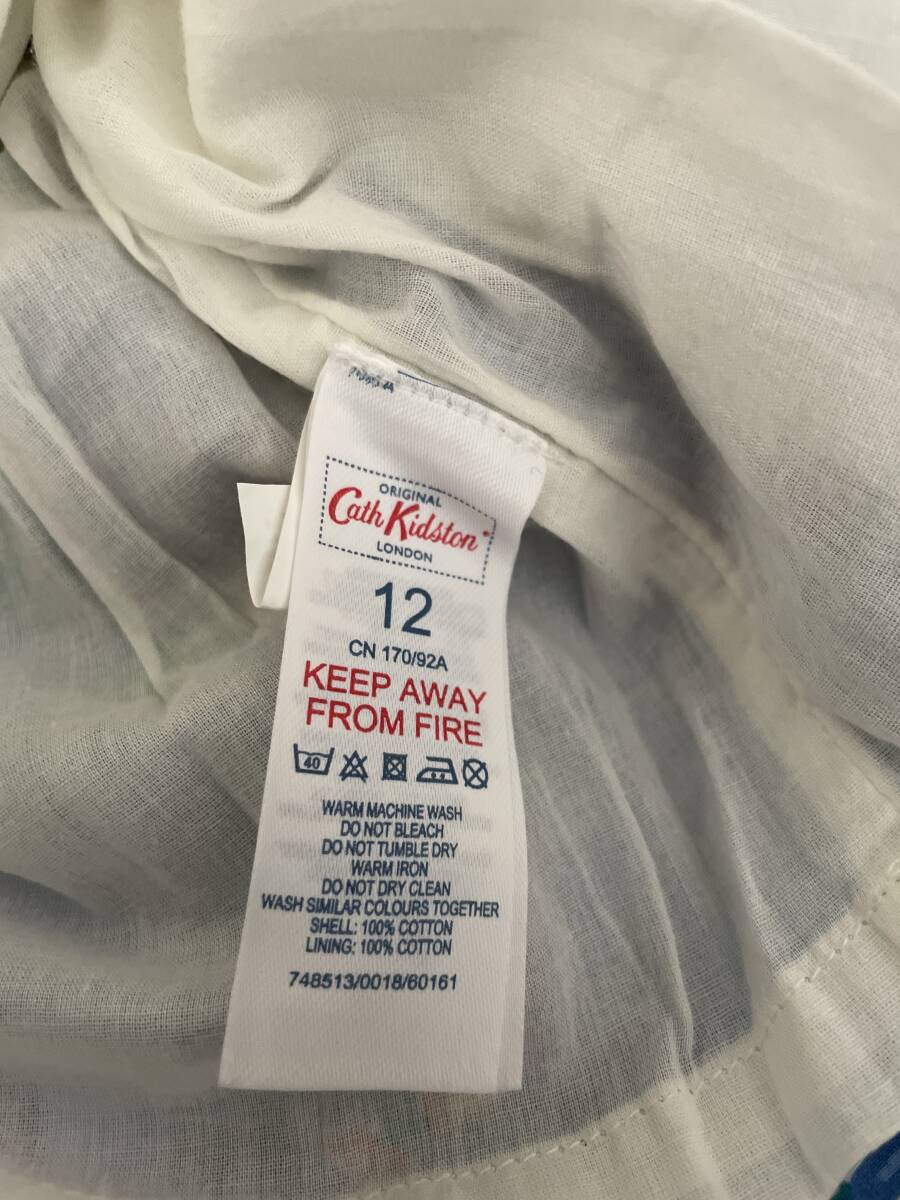 ORIGINAL
Cath Kidston
LONDON
12
CN 170/92A
KEEP AWAY
FROM FIRE
40
WARM MACHINE WASH
DO NOT BLEACH
DO NOT TUMBLE DRY
WARM IRON
DO NOT DRY CLEAN
WASH SIMILAR COLOURS TOGETHER
SHELL: 100% COTTON
LINING: 100% COTTON
748513/0018/60161